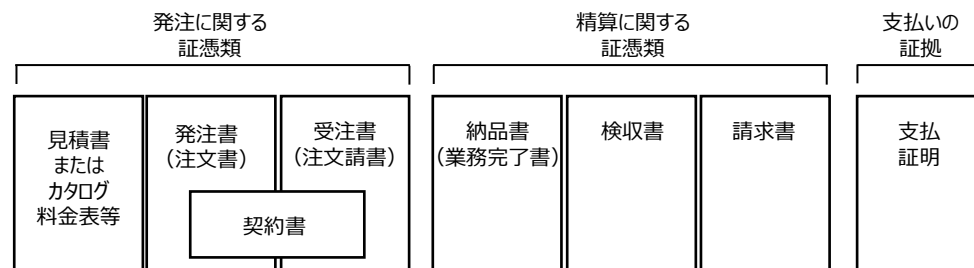 発注に関する
証憑類
精算に関する
証憑類
支払いの
証拠
見積書
または
カタログ
料金表等
発注書
(注文書)
受注書
(注文請書)
契約書
納品書
(業務完了書)
検収書
請求書
支払
証明